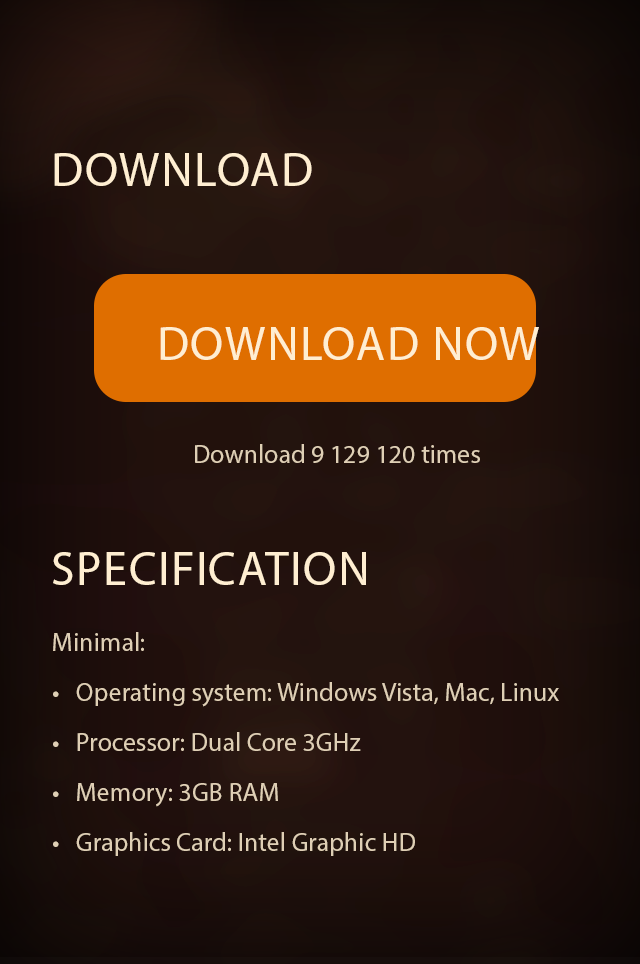 DOWNLOAD
DOWNLOAD NOW
Download 9 129 120 times
SPECIFICATION
Minimal:
• Operating system: Windows Vista, Mac, Linux
• Processor: Dual Core 3GHz
• Memory: 3GB RAM
• Graphics Card: Intel Graphic HD